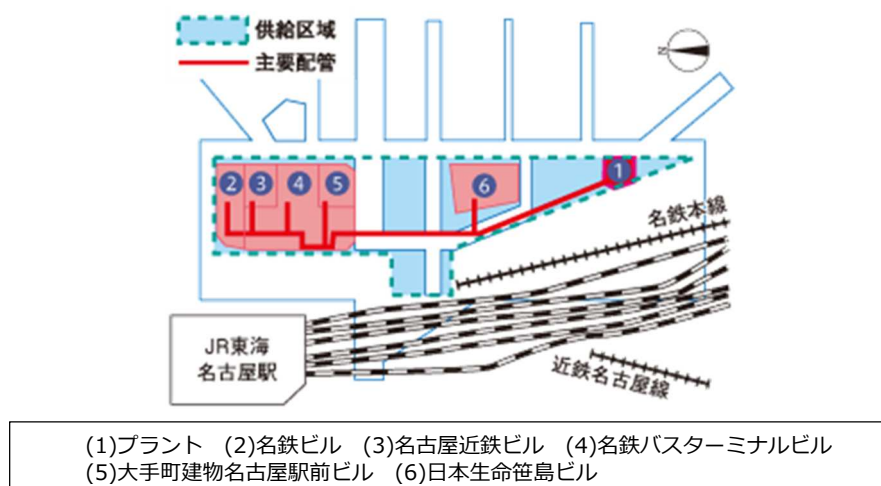 供給区域
主要配管
N
1
2
3
4
5
6
名鉄本線
JR東海
名古屋駅
近鉄名古屋線
(1)プラント (2)名鉄ビル (3)名古屋近鉄ビル (4)名鉄バスターミナルビル
(5)大手町建物名古屋駅前ビル (6)日本生命笹島ビル